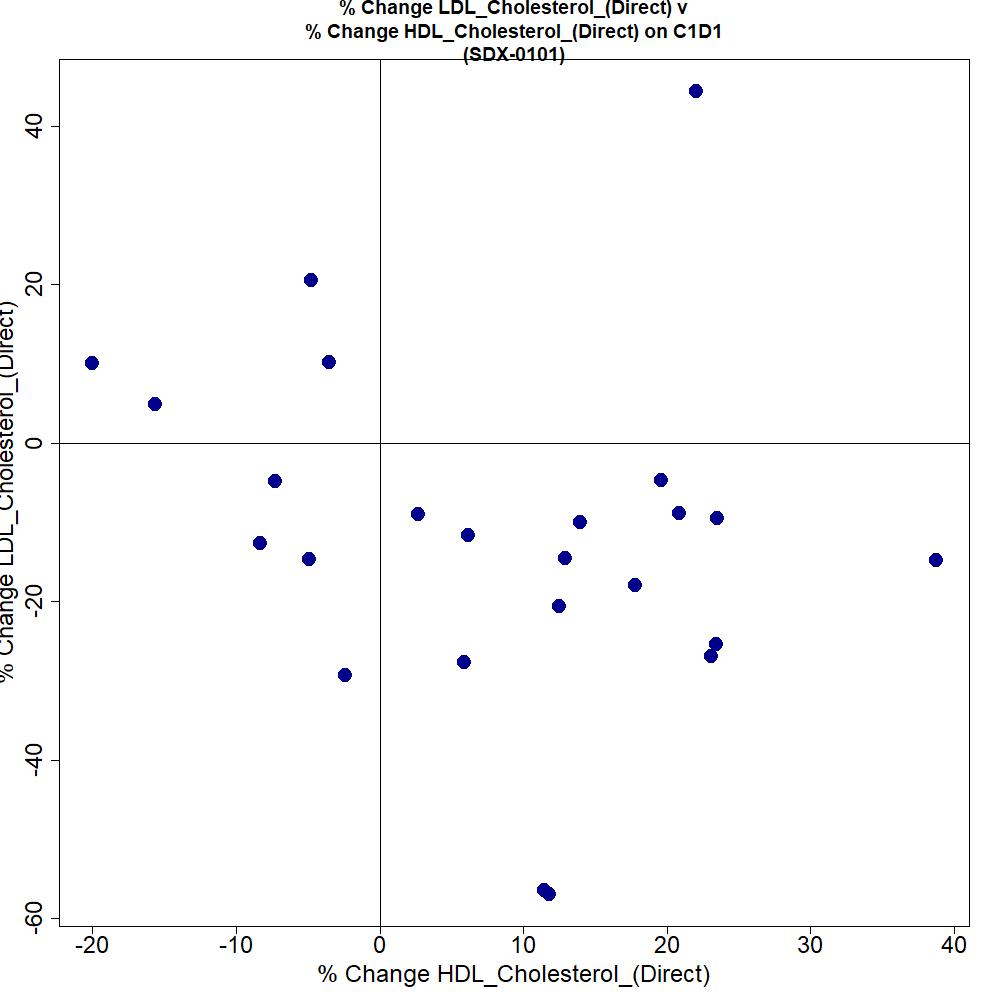 % Change LDL_Cholesterol_(Direct) v
% Change HDL_Cholesterol_(Direct) on C1D1
(SDX-0101)
% Change LDL_Cholesterol_(Direct)
40
20
0
-20
-40
-60
-20
-10
0
10
20
30
40
% Change HDL_Cholesterol_(Direct)